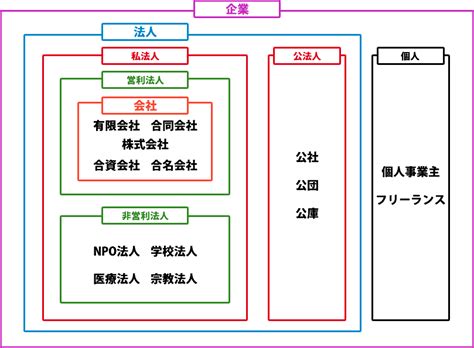 企業
法人
私法人
営利法人
会社
有限会社 合同会社
株式会社
合資会社 合名会社
非営利法人
NPO法人 学校法人
医療法人 宗教法人
公法人
公社
公団
公庫
個人
個人事業主
フリーランス